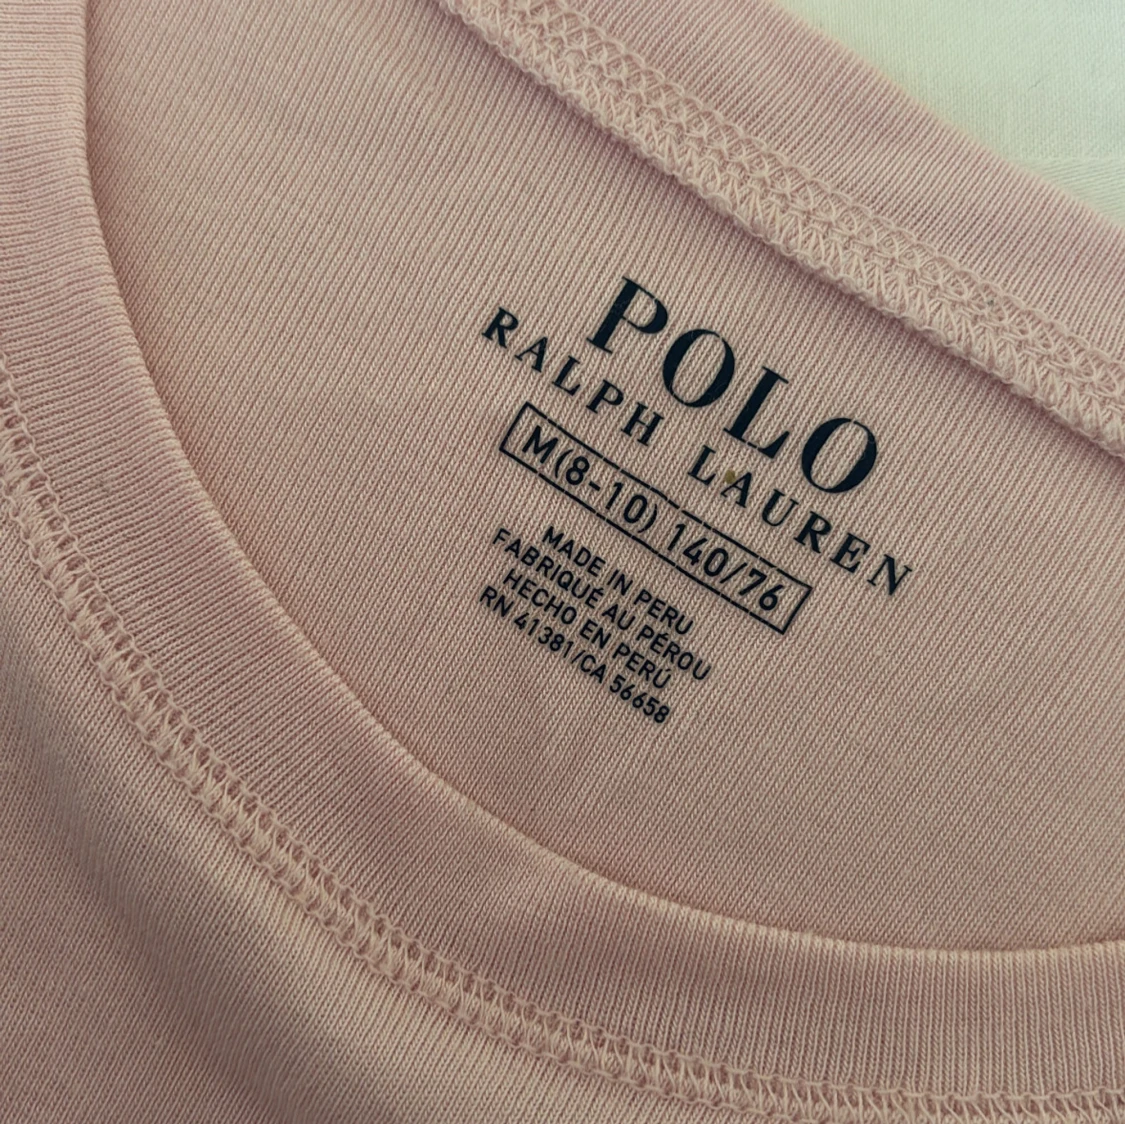 POLO
RALPH LAUREN
M(8-10) 140/76
MADE IN PERU
FABRIQUÉ AU PÉROU
HECHO EN PERÚ
RN 41381/CA 56658